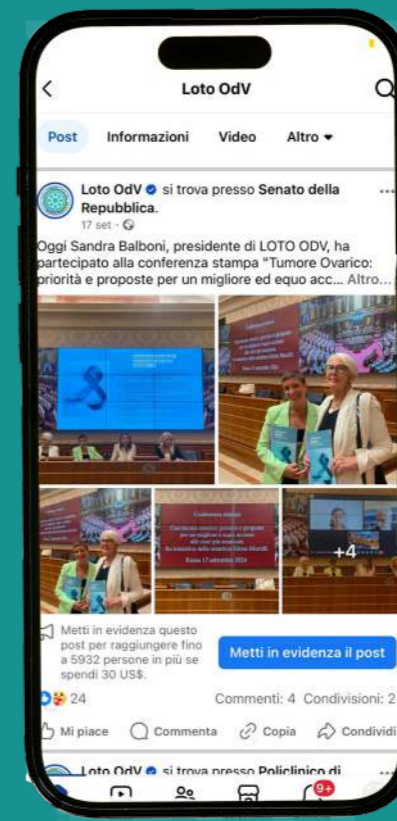 Loto OdV
Post Informazioni Video Altro
Loto OdV si trova presso Senato della
Repubblica.
17 set
Oggi Sandra Balboni, presidente di LOTO ODV, ha
partecipato alla conferenza stampa "Tumore Ovarico:
priorità e proposte per un migliore ed equo acc... Altro...
Conferenza stampa
Roma 17 settembre 2024
+4
Metti in evidenza questo
post per raggiungere fino
a 5932 persone in più se
spendi 30 US$.
Metti in evidenza il post
24
Commenti: 4 Condivisioni: 2
Mi piace Commenta Copia Condividi
Loto OdV si trova presso Policlinico di
9+